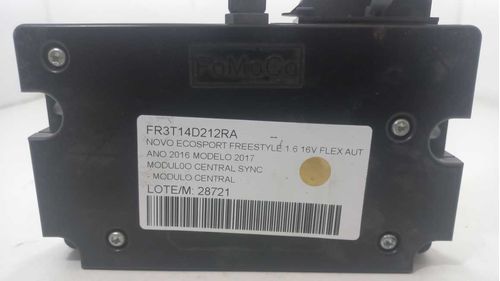 FoMoCo
FR3T14D212RA
NOVO ECOSPORT FREESTYLE 1.6 16V FLEX AUT
ANO 2016 MODELO 2017
MODUL0O CENTRAL SYNC
MODULO CENTRAL
LOTE/M: 28721